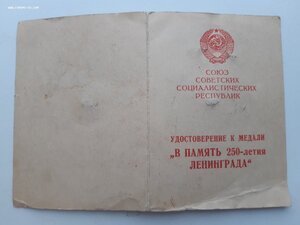 СОЮЗ
СОВЕТСКИХ
СОЦИАЛИСТИЧЕСКИХ
РЕСПУБЛИК
УДОСТОВЕРЕНИЕ К МЕДАЛИ
„В ПАМЯТЬ 250-летия
ЛЕНИНГРАДА“